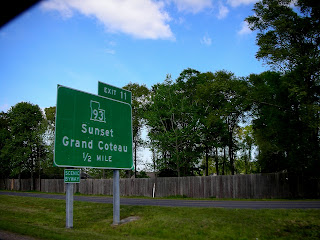 EXIT 11
93
Sunset
Grand Coteau
½ MILE
SCENIC
BYWAY